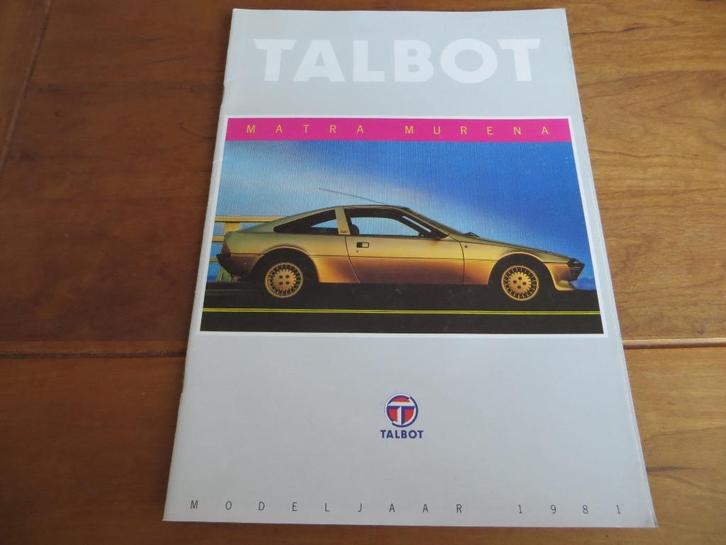 TALBOT
MATRA MURENA
TALBOT
MODELJAAR 1981